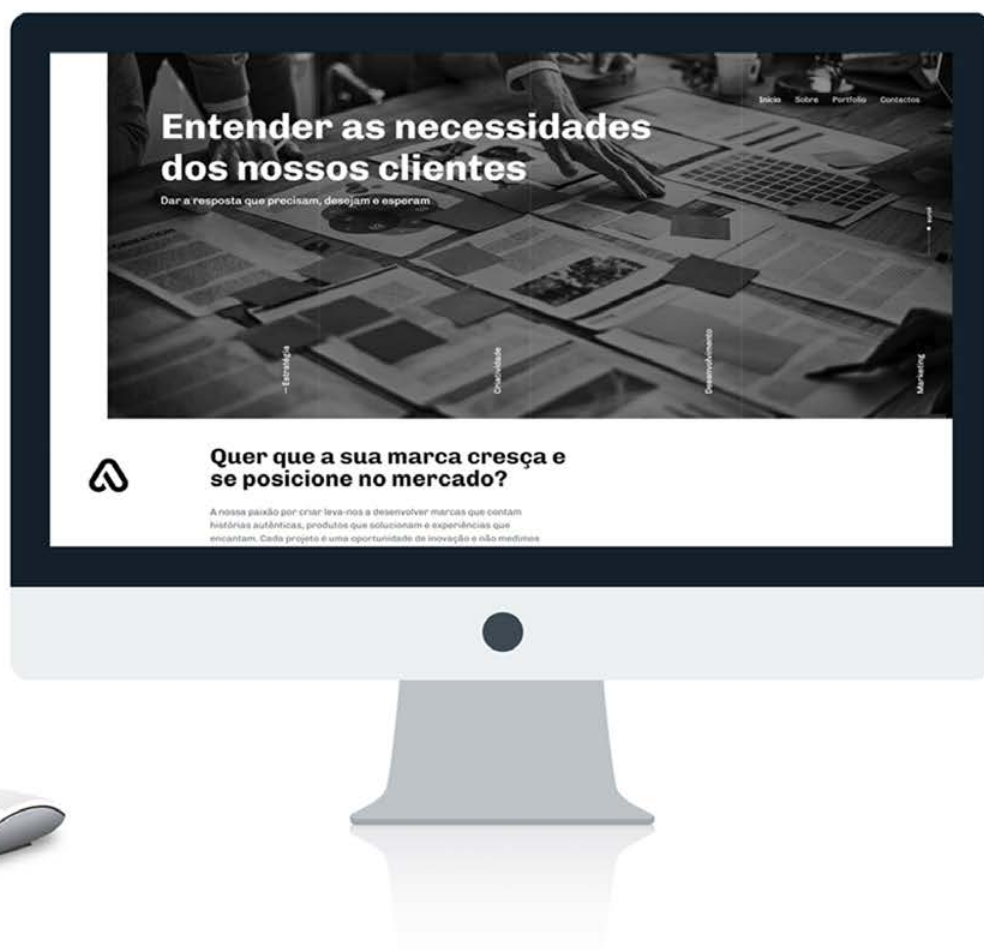 Início Sobre Portfolio Contactos
Entender as necessidades
dos nossos clientes
Dar a resposta que precisam, desejam e esperam
— Estratégia
Criatividade
Desenvolvimento
Marketing
Quer que a sua marca cresça e
se posicione no mercado?
A nossa paixão por criar leva-nos a desenvolver marcas que contam
histórias autênticas, produtos que solucionam e experiências que
encantam. Cada projeto é uma oportunidade de inovação e não medimos